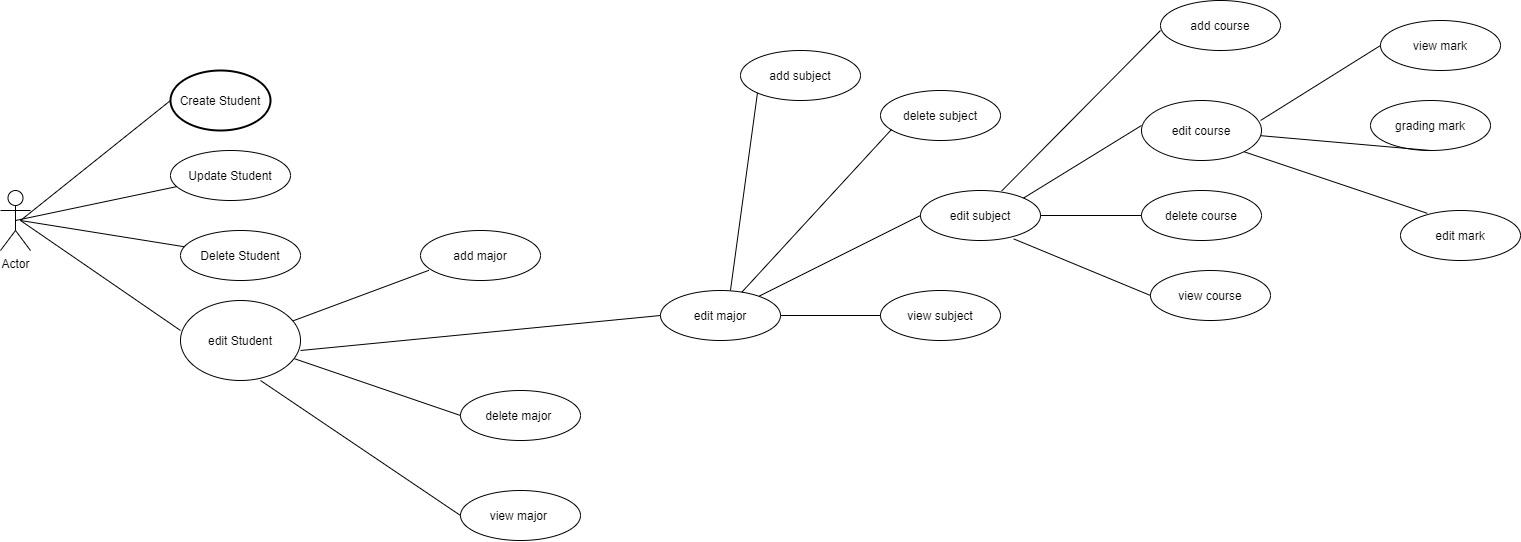 add course
view mark
add subject
Create Student
delete subject
grading mark
edit course
Update Student
edit subject
delete course
edit mark
Actor
Delete Student
add major
view course
edit major
view subject
edit Student
delete major
view major